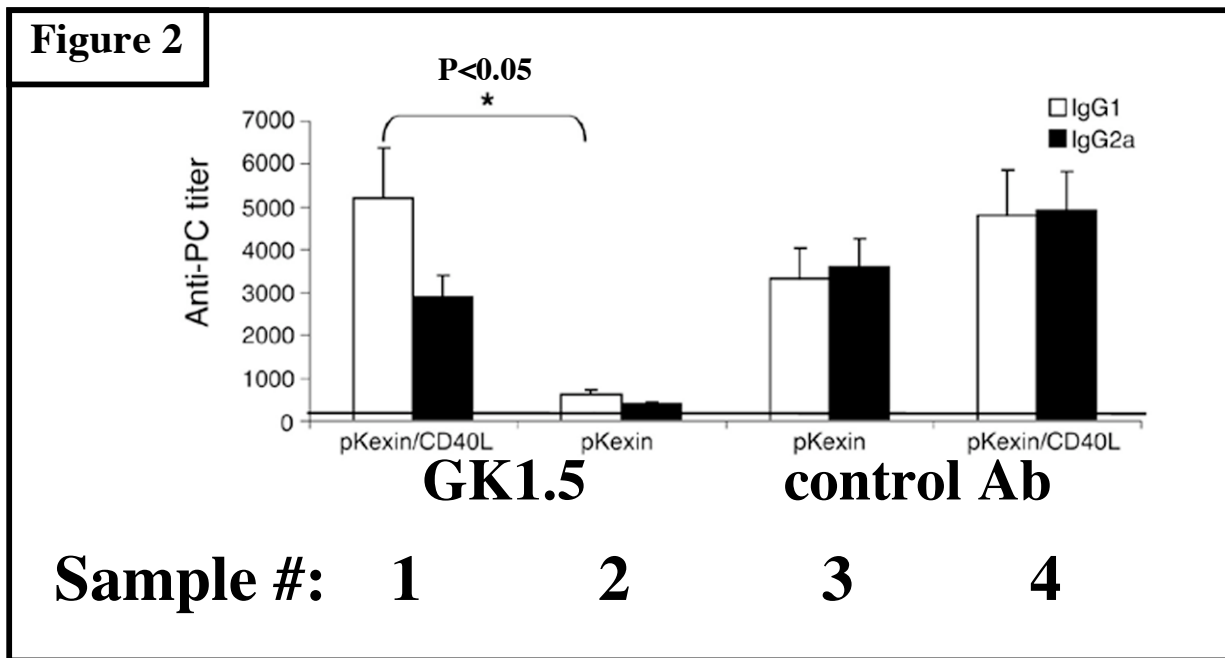 Figure 2
P<0.05
*
IgG1
IgG2a
Anti-PC titer
7000
6000
5000
4000
3000
2000
1000
0
pKexin/CD40L pKexin pKexin pKexin/CD40L
GK1.5 control Ab
Sample #: 1 2 3 4